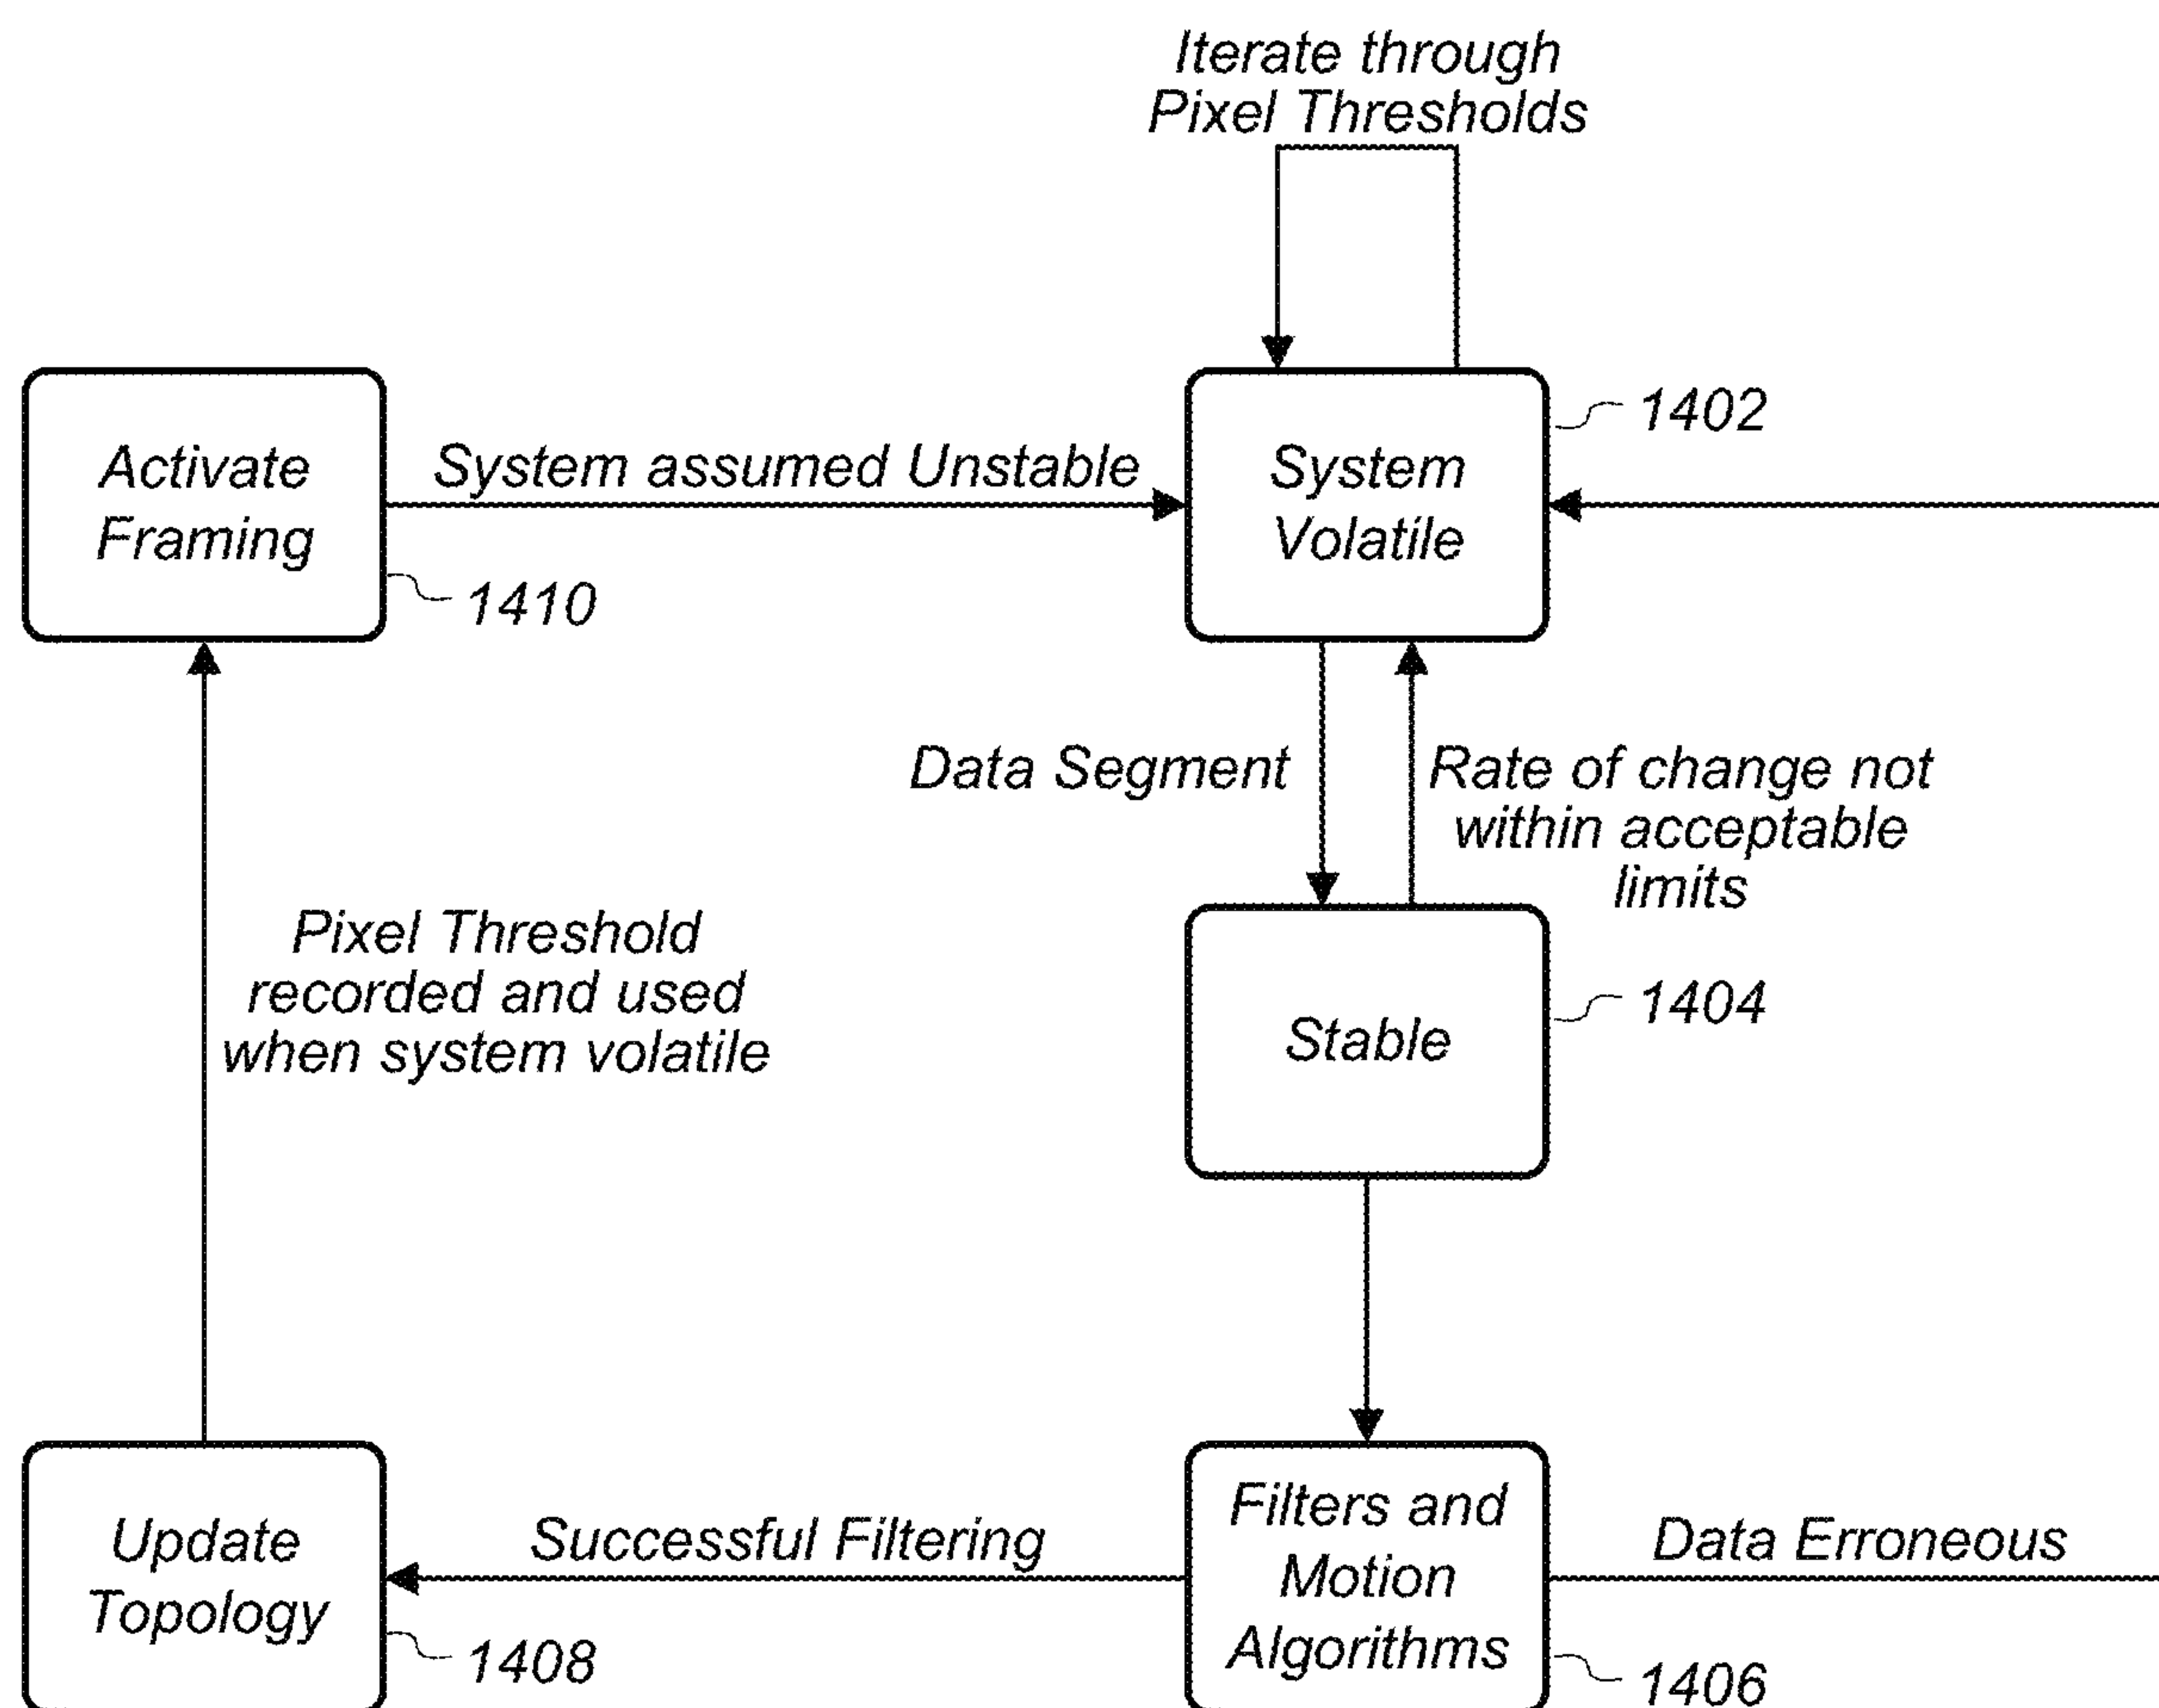 Iterate through
Pixel Thresholds
Activate
Framing
1410
System assumed Unstable
System
Volatile
1402
Data Segment
Rate of change not
within acceptable
limits
Pixel Threshold
recorded and used
when system volatile
Stable
1404
Update
Topology
1408
Successful Filtering
Filters and
Motion
Algorithms
1406
Data Erroneous